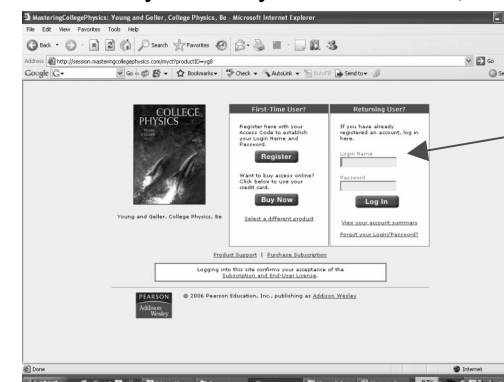 MasteringCollegePhysics: Young and Geller, College Physics, 8e - Microsoft Internet Explorer
File Edit View Favorites Tools Help
Back Search Favorites
Address http://session.masteringcollegephysics.com/myct?productID=yg8 Go
Google G Go Bookmarks Check AutoLink AutoFill Send to
COLLEGE
PHYSICS
Young and Geller, College Physics, 8e
First-Time User?
Register here with your
Access Code to establish
your Login Name and
Password.
Register
Want to buy access online?
Click below to use your
credit card.
Buy Now
Select a different product
Returning User?
If you have already
registered an account, log in
here.
Login Name
Password
Log In
View your account summary
Forgot your Login/Password?
Product Support | Purchase Subscription
Logging into this site confirms your acceptance of the
Subscription and End-User License.
PEARSON
Addison
Wesley
© 2006 Pearson Education, Inc., publishing as Addison Wesley
Done Internet